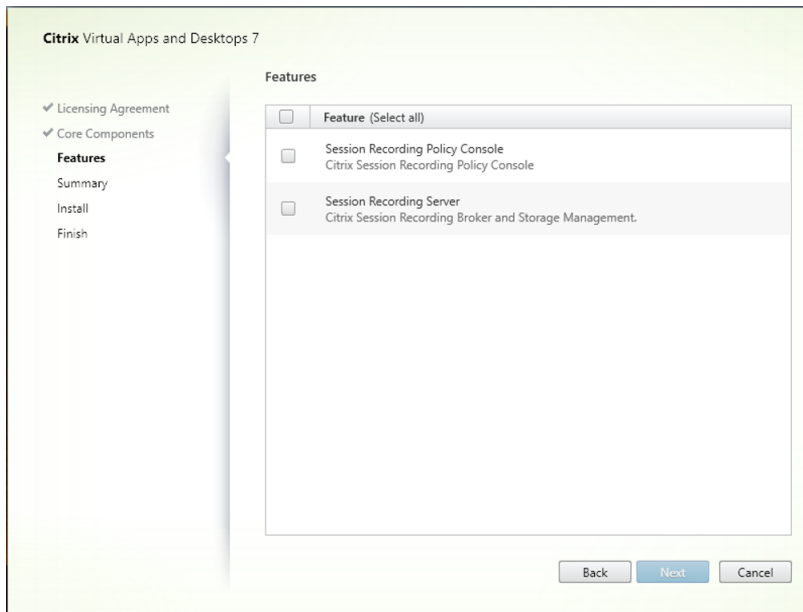 Citrix Virtual Apps and Desktops 7
Features
Licensing Agreement
Core Components
Features
Summary
Install
Finish
Feature (Select all)
Session Recording Policy Console
Citrix Session Recording Policy Console
Session Recording Server
Citrix Session Recording Broker and Storage Management.
Back
Next
Cancel